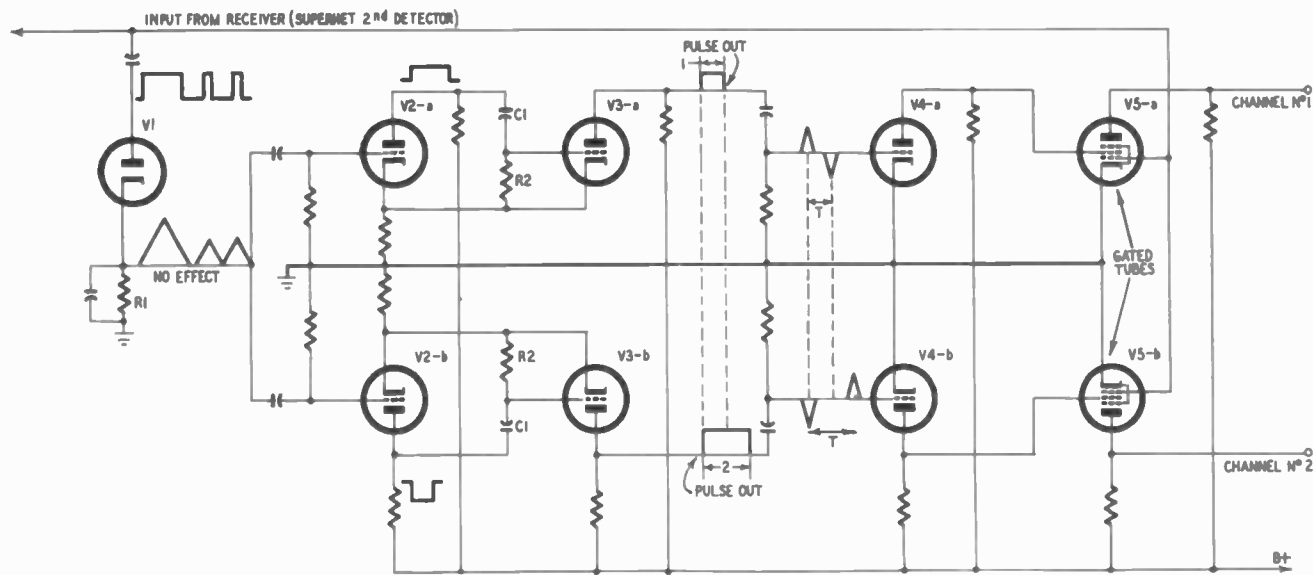 INPUT FROM RECEIVER (SUPERNET 2nd DETECTOR)
PULSE OUT
1
V1
V2-a
C1
V3-a
V4-a
V5-a
CHANNEL Nº1
R2
T
NO EFFECT
R1
GATED
TUBES
V2-b
R2
V3-b
V4-b
V5-b
C1
T
2
PULSE OUT
CHANNEL Nº2
B+